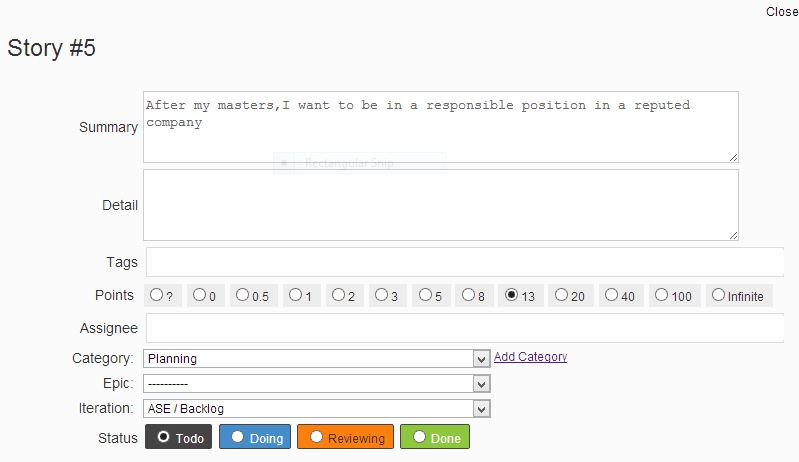 Close
Story #5
Summary
After my masters,I want to be in a responsible position in a reputed
company
Rectangular Snip
Detail
Tags
Points ? 0 0.5 1 2 3 5 8 13 20 40 100 Infinite
Assignee
Category: Planning Add Category
Epic: ----------
Iteration: ASE / Backlog
Status Todo Doing Reviewing Done